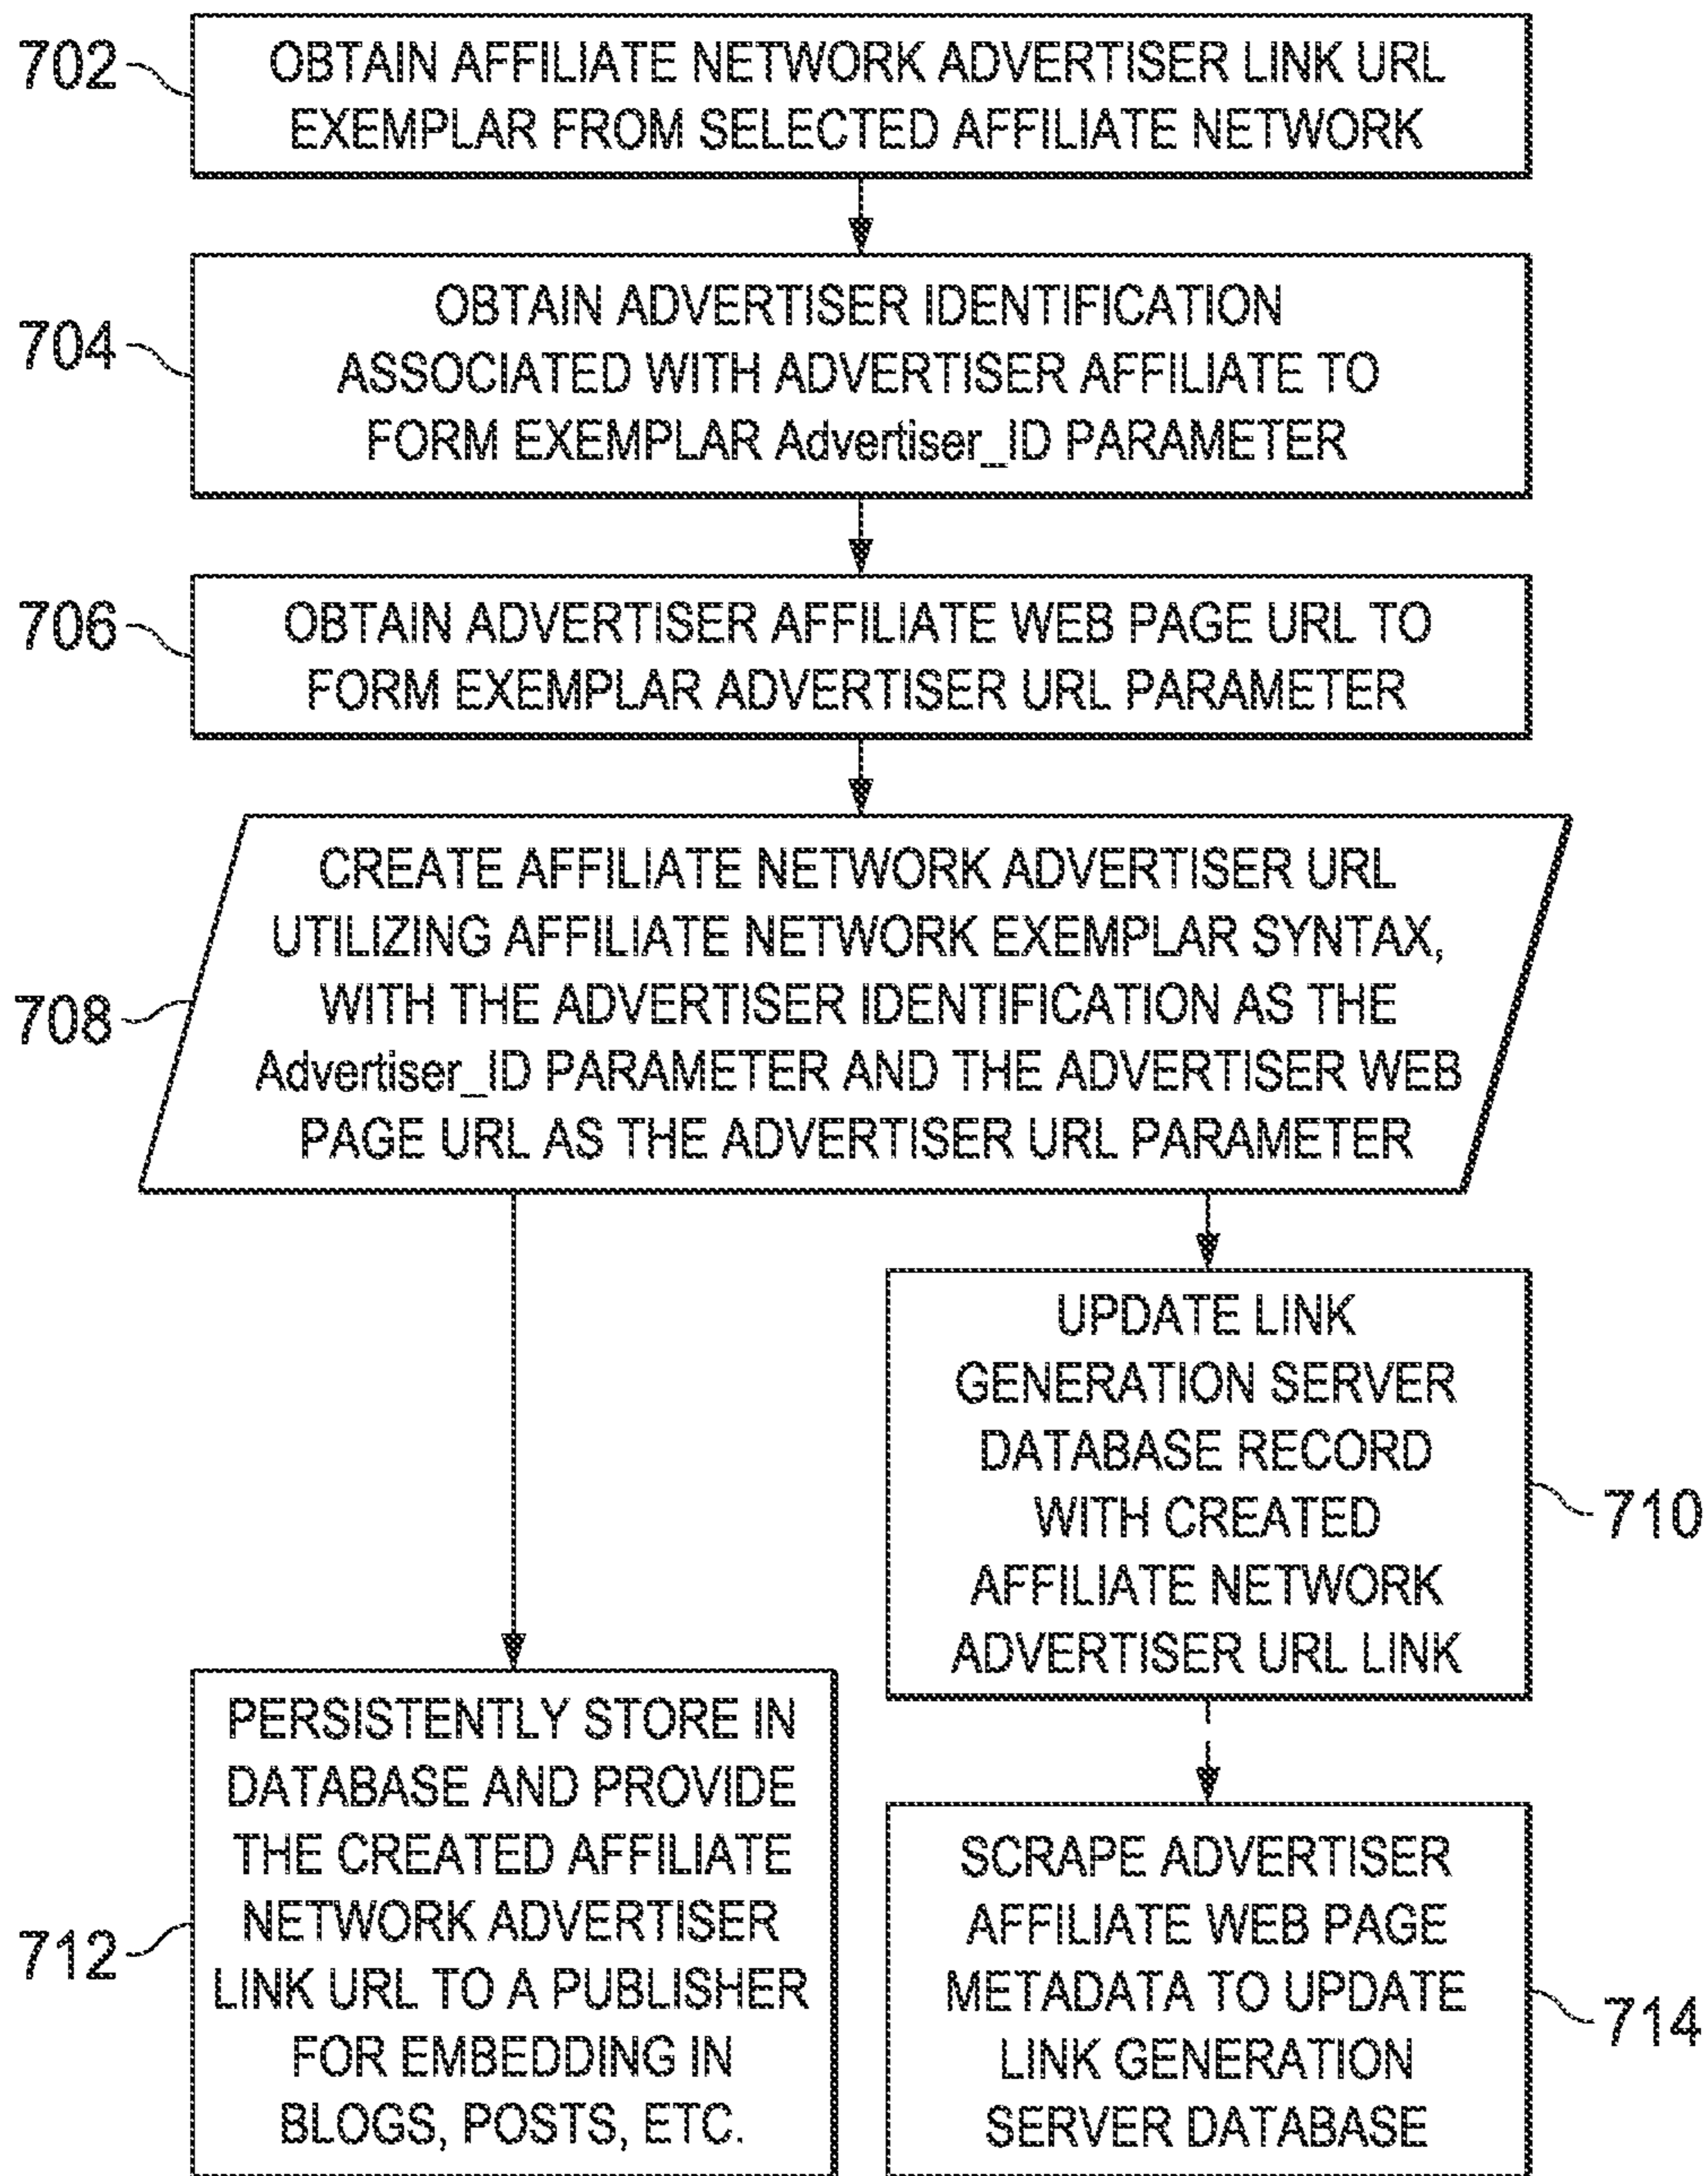 702
OBTAIN AFFILIATE NETWORK ADVERTISER LINK URL
EXEMPLAR FROM SELECTED AFFILIATE NETWORK
704
OBTAIN ADVERTISER IDENTIFICATION
ASSOCIATED WITH ADVERTISER AFFILIATE TO
FORM EXEMPLAR Advertiser_ID PARAMETER
706
OBTAIN ADVERTISER AFFILIATE WEB PAGE URL TO
FORM EXEMPLAR ADVERTISER URL PARAMETER
708
CREATE AFFILIATE NETWORK ADVERTISER URL
UTILIZING AFFILIATE NETWORK EXEMPLAR SYNTAX,
WITH THE ADVERTISER IDENTIFICATION AS THE
Advertiser_ID PARAMETER AND THE ADVERTISER WEB
PAGE URL AS THE ADVERTISER URL PARAMETER
UPDATE LINK
GENERATION SERVER
DATABASE RECORD
WITH CREATED
AFFILIATE NETWORK
ADVERTISER URL LINK
710
712
PERSISTENTLY STORE IN
DATABASE AND PROVIDE
THE CREATED AFFILIATE
NETWORK ADVERTISER
LINK URL TO A PUBLISHER
FOR EMBEDDING IN
BLOGS, POSTS, ETC.
SCRAPE ADVERTISER
AFFILIATE WEB PAGE
METADATA TO UPDATE
LINK GENERATION
SERVER DATABASE
714